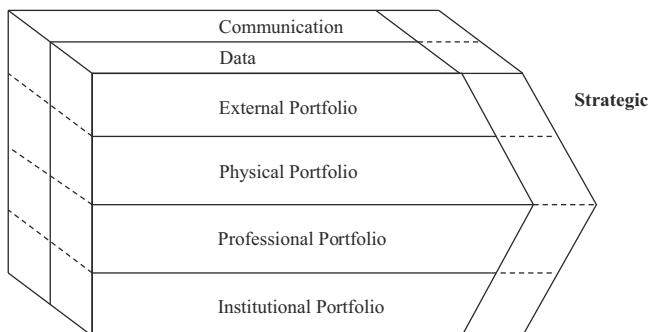 Communication
Data
External Portfolio
Strategic
Physical Portfolio
Professional Portfolio
Institutional Portfolio